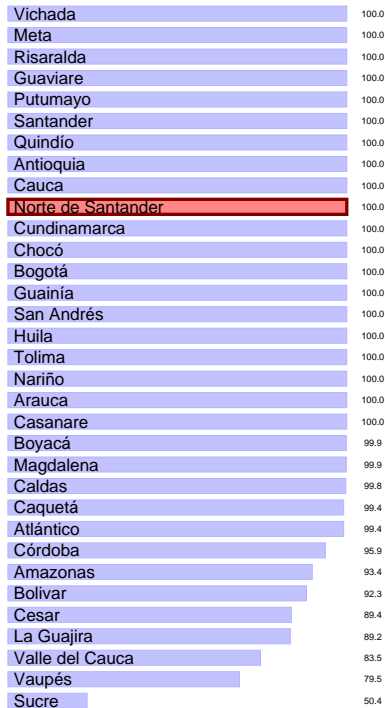 Vichada 100.0
Meta 100.0
Risaralda 100.0
Guaviare 100.0
Putumayo 100.0
Santander 100.0
Quindío 100.0
Antioquia 100.0
Cauca 100.0
Norte de Santander 100.0
Cundinamarca 100.0
Chocó 100.0
Bogotá 100.0
Guainía 100.0
San Andrés 100.0
Huila 100.0
Tolima 100.0
Nariño 100.0
Arauca 100.0
Casanare 100.0
Boyacá 99.9
Magdalena 99.9
Caldas 99.8
Caquetá 99.4
Atlántico 99.4
Córdoba 95.9
Amazonas 93.4
Bolivar 92.3
Cesar 89.4
La Guajira 89.2
Valle del Cauca 83.5
Vaupés 79.5
Sucre 50.4